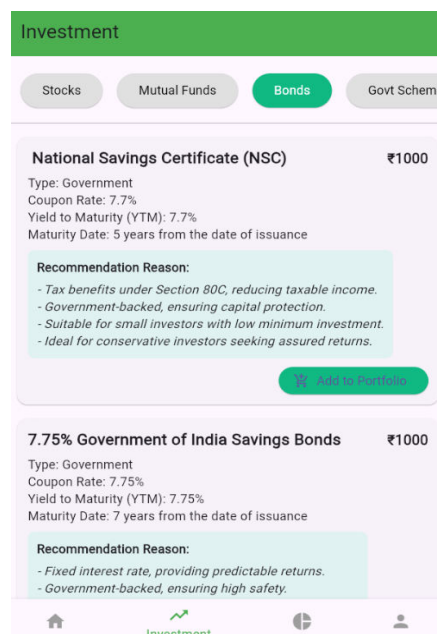 Investment
Stocks Mutual Funds Bonds Govt Schem
National Savings Certificate (NSC) ₹1000
Type: Government
Coupon Rate: 7.7%
Yield to Maturity (YTM): 7.7%
Maturity Date: 5 years from the date of issuance
Recommendation Reason:
- Tax benefits under Section 80C, reducing taxable income.
- Government-backed, ensuring capital protection.
- Suitable for small investors with low minimum investment.
- Ideal for conservative investors seeking assured returns.
Add to Portfolio
7.75% Government of India Savings Bonds ₹1000
Type: Government
Coupon Rate: 7.75%
Yield to Maturity (YTM): 7.75%
Maturity Date: 7 years from the date of issuance
Recommendation Reason:
- Fixed interest rate, providing predictable returns.
- Government-backed, ensuring high safety.
Investment